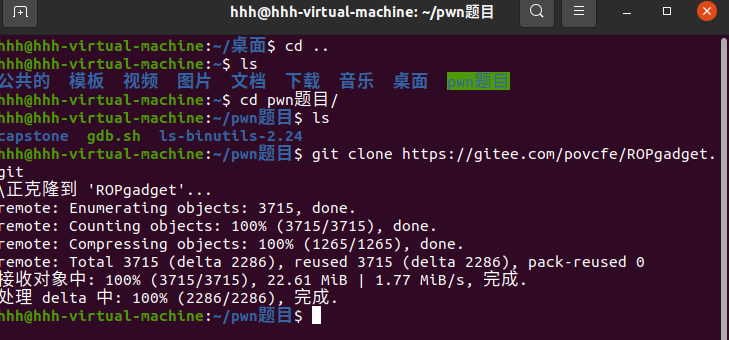 hhh@hhh-virtual-machine: ~/pwn题目
hhh@hhh-virtual-machine:~/桌面$ cd ..
hhh@hhh-virtual-machine:~$ ls
公共的 模板 视频 图片 文档 下载 音乐 桌面 pwn题目
hhh@hhh-virtual-machine:~$ cd pwn题目/
hhh@hhh-virtual-machine:~/pwn题目$ ls
capstone gdb.sh ls-binutils-2.24
hhh@hhh-virtual-machine:~/pwn题目$ git clone https://gitee.com/povcfe/ROPgadget.
git
\正克隆到 'ROPgadget'...
remote: Enumerating objects: 3715, done.
remote: Counting objects: 100% (3715/3715), done.
remote: Compressing objects: 100% (1265/1265), done.
remote: Total 3715 (delta 2286), reused 3715 (delta 2286), pack-reused 0
接收对象中: 100% (3715/3715), 22.61 MiB | 1.77 MiB/s, 完成.
处理 delta 中: 100% (2286/2286), 完成.
hhh@hhh-virtual-machine:~/pwn题目$